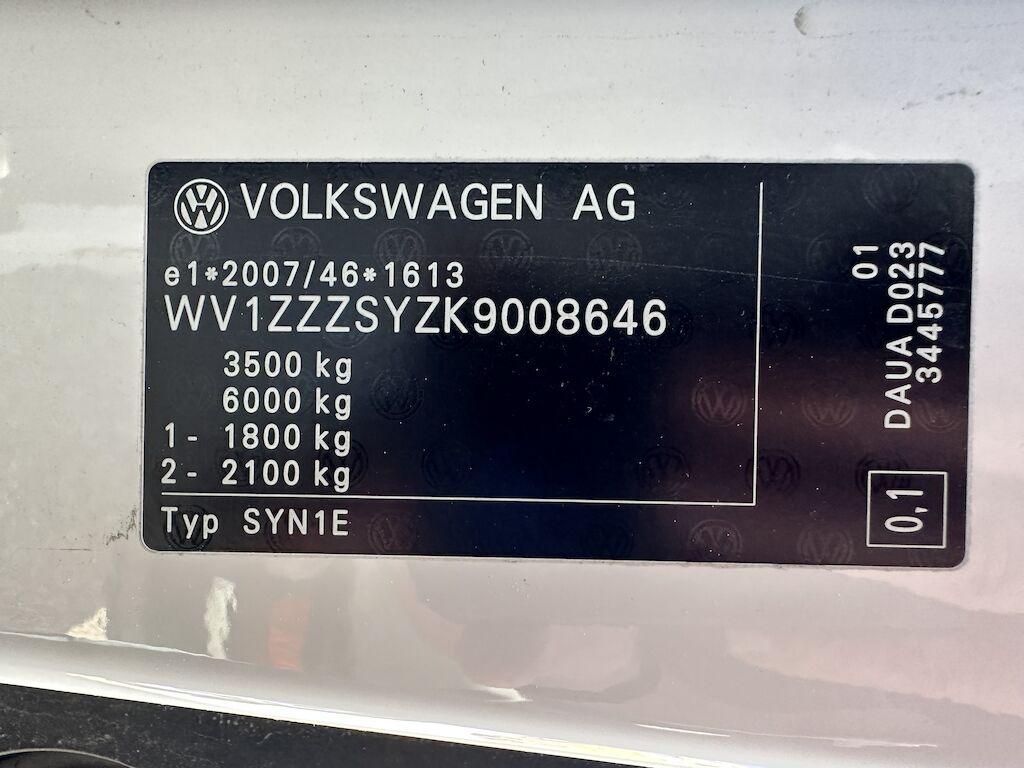 VOLKSWAGEN AG
e1*2007/46*1613
WV1ZZZSYZK9008646
3500 kg
6000 kg
1- 1800 kg
2- 2100 kg
Typ SYN1E
01
DAUA D023
3445777
0,1